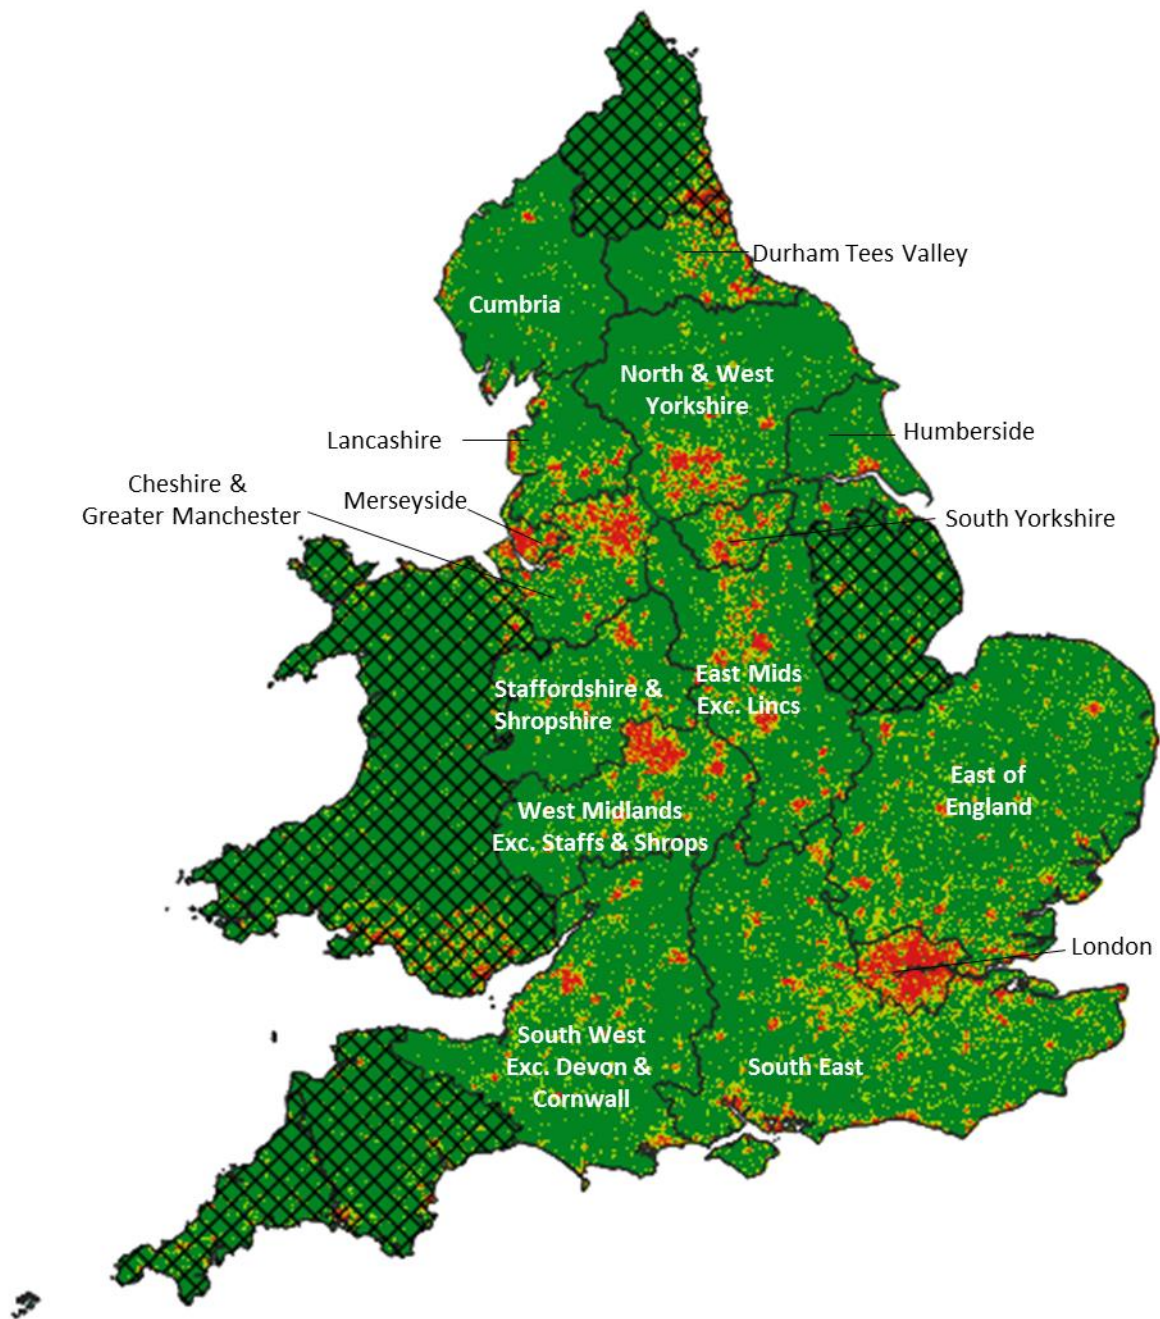 Durham Tees Valley
Cumbria
North & West
Yorkshire
Lancashire
Humberside
Cheshire &
Greater Manchester
Merseyside
South Yorkshire
Staffordshire &
Shropshire
East Mids
Exc. Lincs
East of
England
West Midlands
Exc. Staffs & Shrops
London
South West
Exc. Devon &
Cornwall
South East